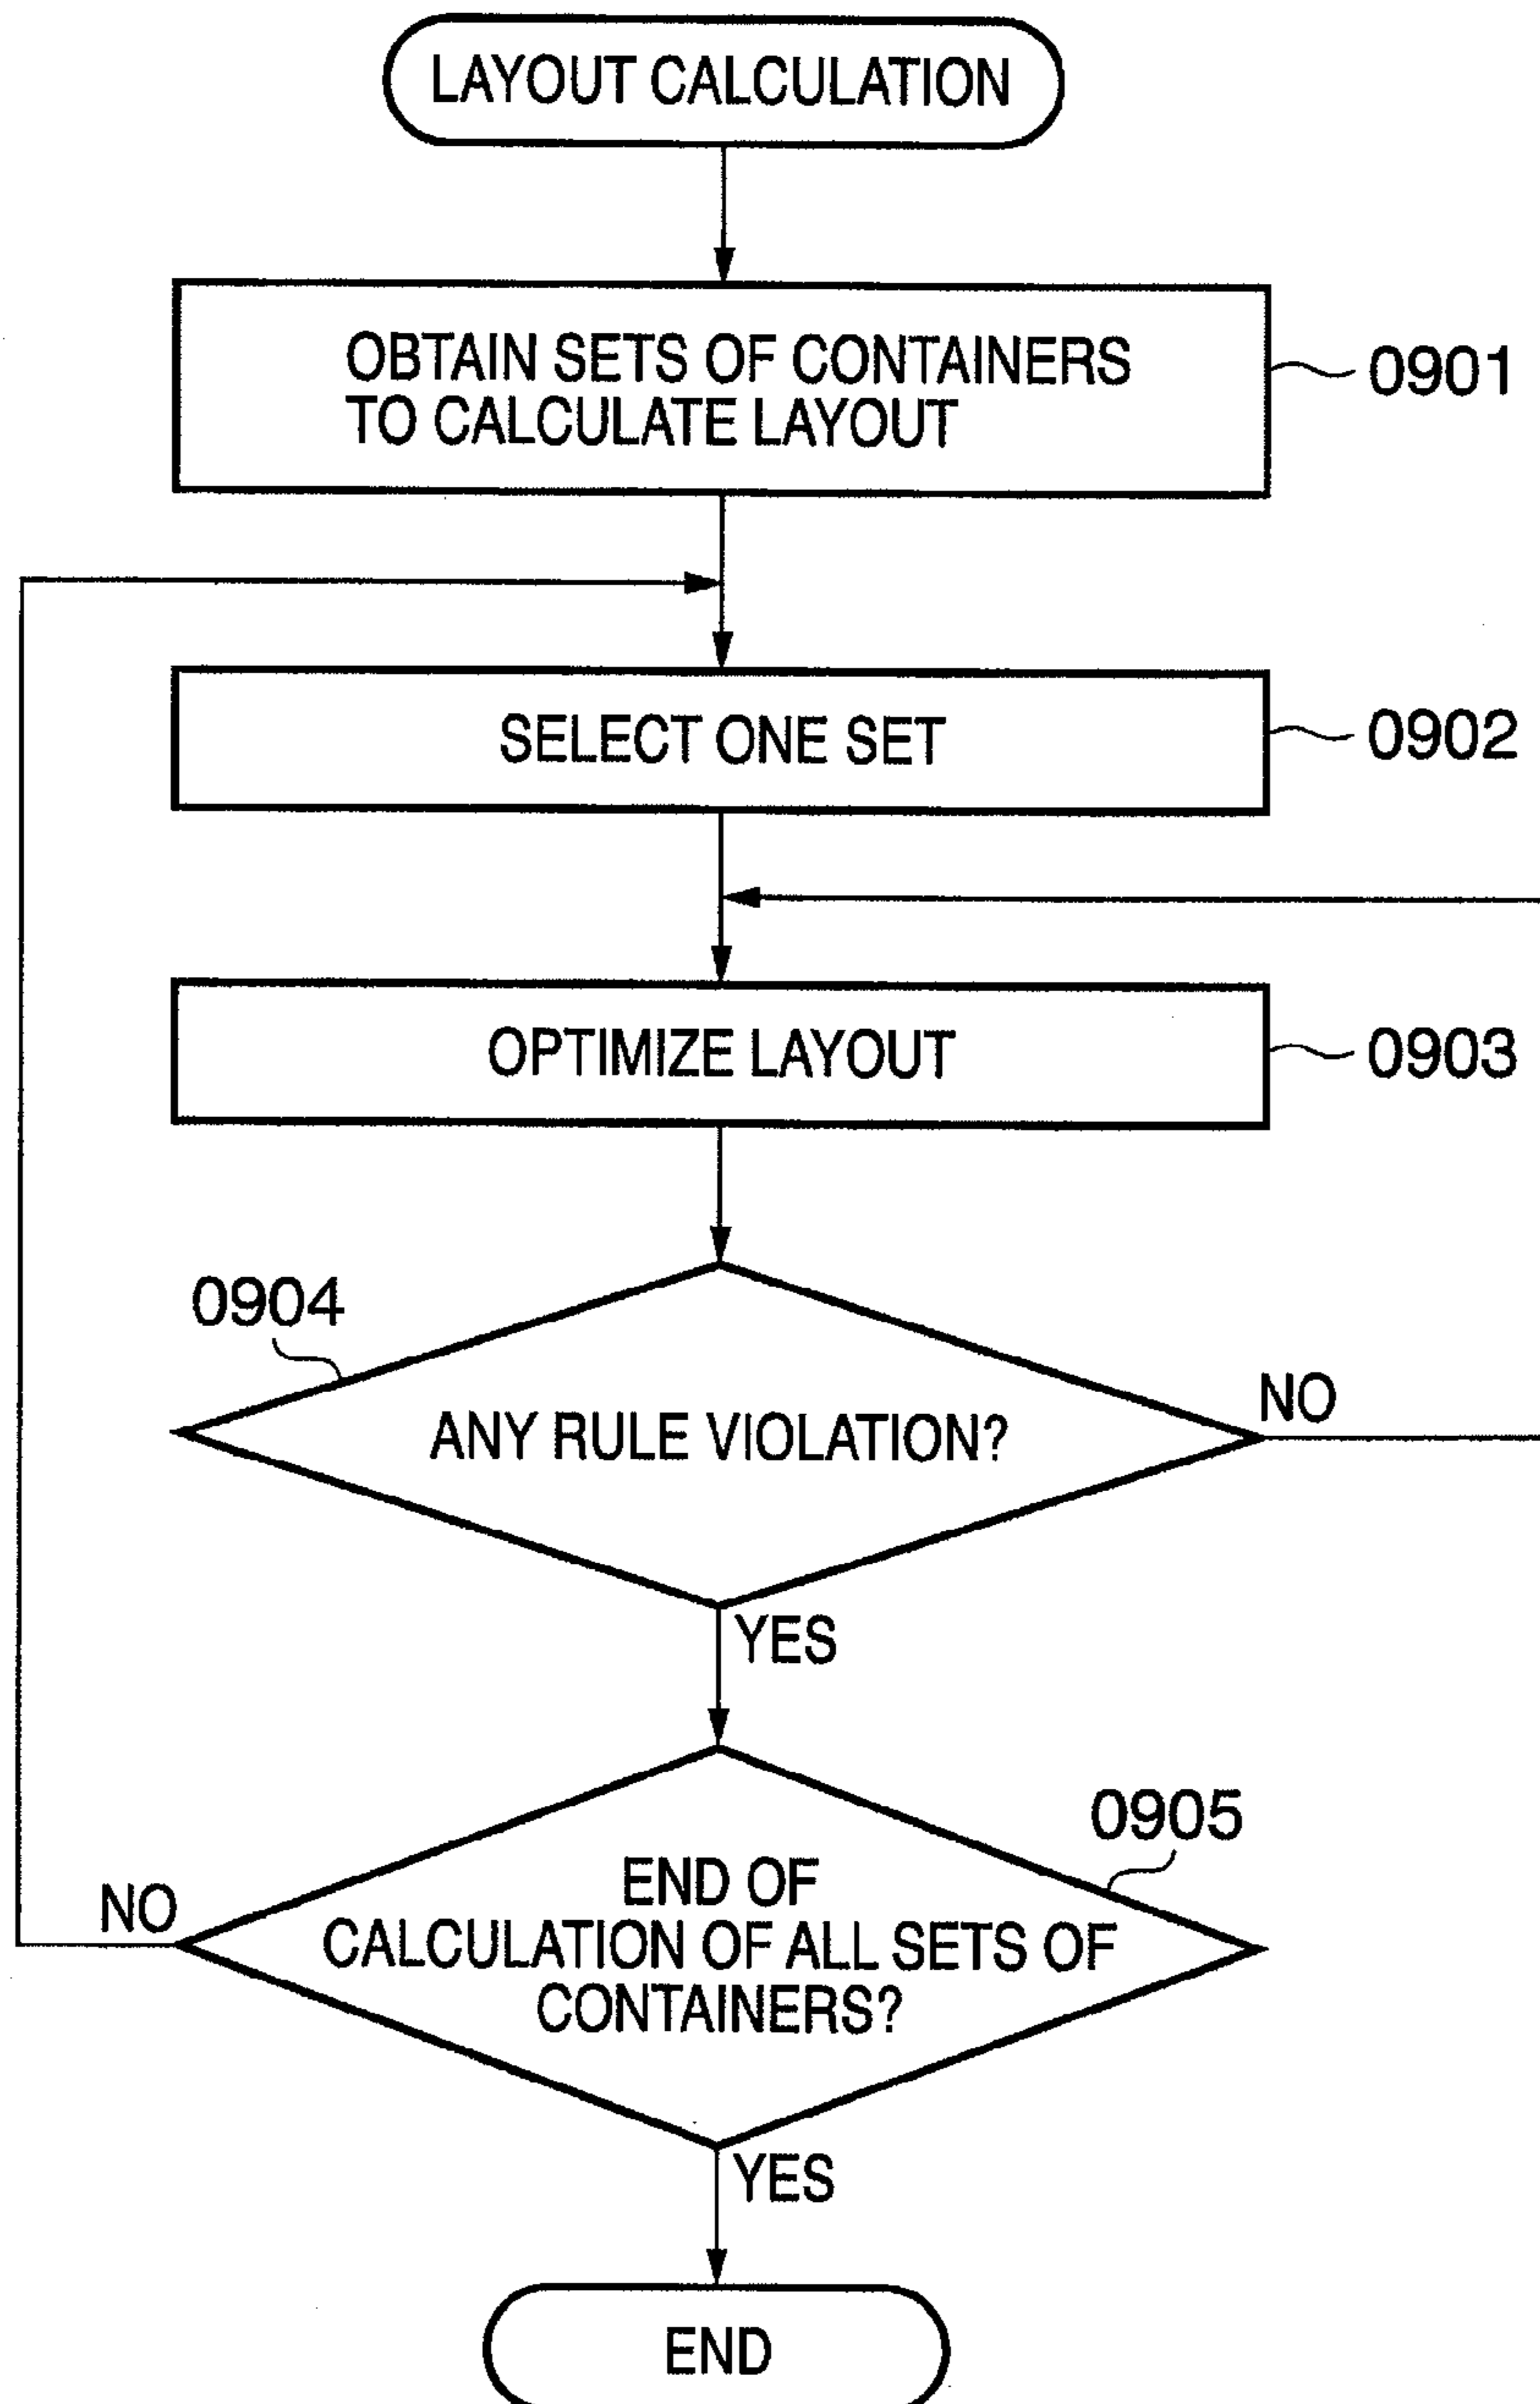 LAYOUT CALCULATION
OBTAIN SETS OF CONTAINERS
TO CALCULATE LAYOUT
0901
SELECT ONE SET
0902
OPTIMIZE LAYOUT
0903
0904
ANY RULE VIOLATION?
NO
YES
0905
END OF
CALCULATION OF ALL SETS OF
CONTAINERS?
NO
YES
END